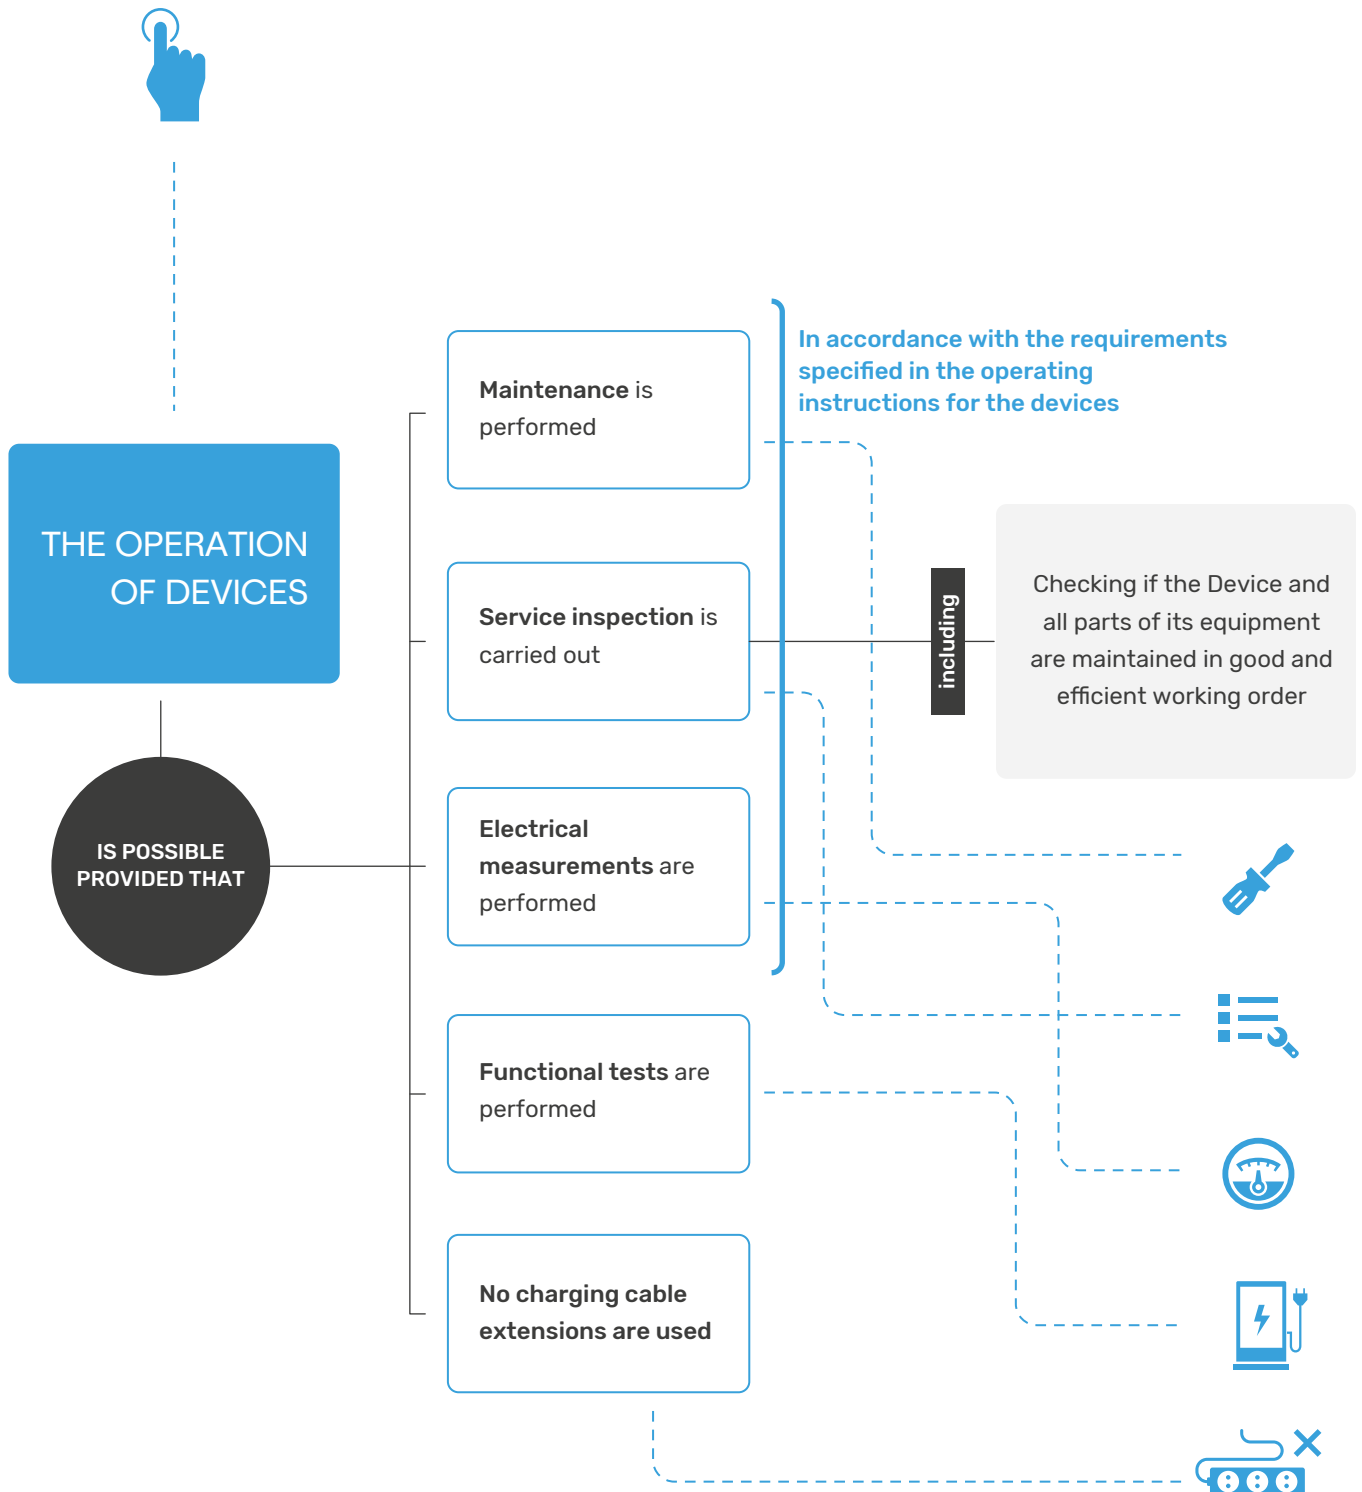 THE OPERATION
OF DEVICES
IS POSSIBLE
PROVIDED THAT
Maintenance is
performed
Service inspection is
carried out
Electrical
measurements are
performed
Functional tests are
performed
No charging cable
extensions are used
In accordance with the requirements
specified in the operating
instructions for the devices
including
Checking if the Device and
all parts of its equipment
are maintained in good and
efficient working order